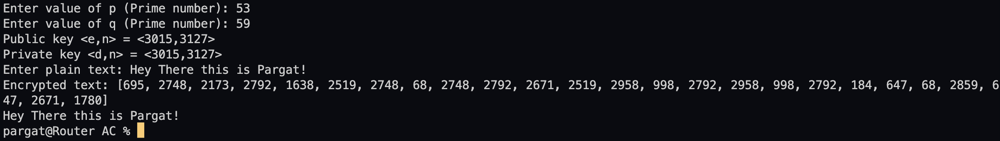 Enter value of p (Prime number): 53
Enter value of q (Prime number): 59
Public key <e,n> = <3015,3127>
Private key <d,n> = <3015,3127>
Enter plain text: Hey There this is Pargat!
Encrypted text: [695, 2748, 2173, 2792, 1638, 2519, 2748, 68, 2748, 2792, 2671, 2519, 2958, 998, 2792, 2958, 998, 2792, 184, 647, 68, 2859, 6
47, 2671, 1780]
Hey There this is Pargat!
pargat@Router AC %